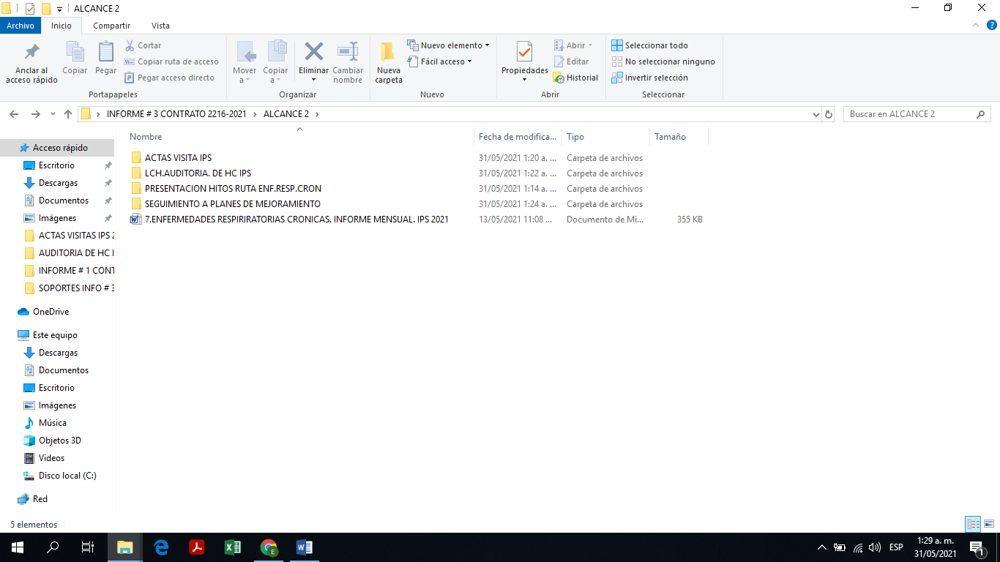 ALCANCE 2
Archivo Inicio Compartir Vista
Anclar al acceso rápido
Copiar
Pegar
Cortar
Copiar ruta de acceso
Pegar acceso directo
Portapapeles
Mover a
Copiar a
Eliminar
Cambiar nombre
Organizar
Nueva carpeta
Nuevo elemento
Fácil acceso
Nuevo
Propiedades
Abrir
Editar
Historial
Abrir
Seleccionar todo
No seleccionar ninguno
Invertir selección
Seleccionar
INFORME # 3 CONTRATO 2216-2021 ALCANCE 2
Buscar en ALCANCE 2
Acceso rápido
Escritorio
Descargas
Documentos
Imágenes
ACTAS VISITAS IPS 2
AUDITORIA DE HC I
INFORME # 1 CONT
SOPORTES INFO # 3
OneDrive
Este equipo
Descargas
Documentos
Escritorio
Imágenes
Música
Objetos 3D
Videos
Disco local (C:)
Red
Nombre Fecha de modifica... Tipo Tamaño
ACTAS VISITA IPS 31/05/2021 1:20 a. ... Carpeta de archivos
LCH.AUDITORIA. DE HC IPS 31/05/2021 1:22 a. ... Carpeta de archivos
PRESENTACION HITOS RUTA ENF.RESP.CRON 31/05/2021 1:14 a. ... Carpeta de archivos
SEGUIMIENTO A PLANES DE MEJORAMIENTO 31/05/2021 1:24 a. ... Carpeta de archivos
7.ENFERMEDADES RESPIRIRATORIAS CRONICAS. INFORME MENSUAL. IPS 2021 13/05/2021 11:08 ... Documento de Mi... 355 KB
5 elementos
ESP
1:29 a. m.
31/05/2021
1